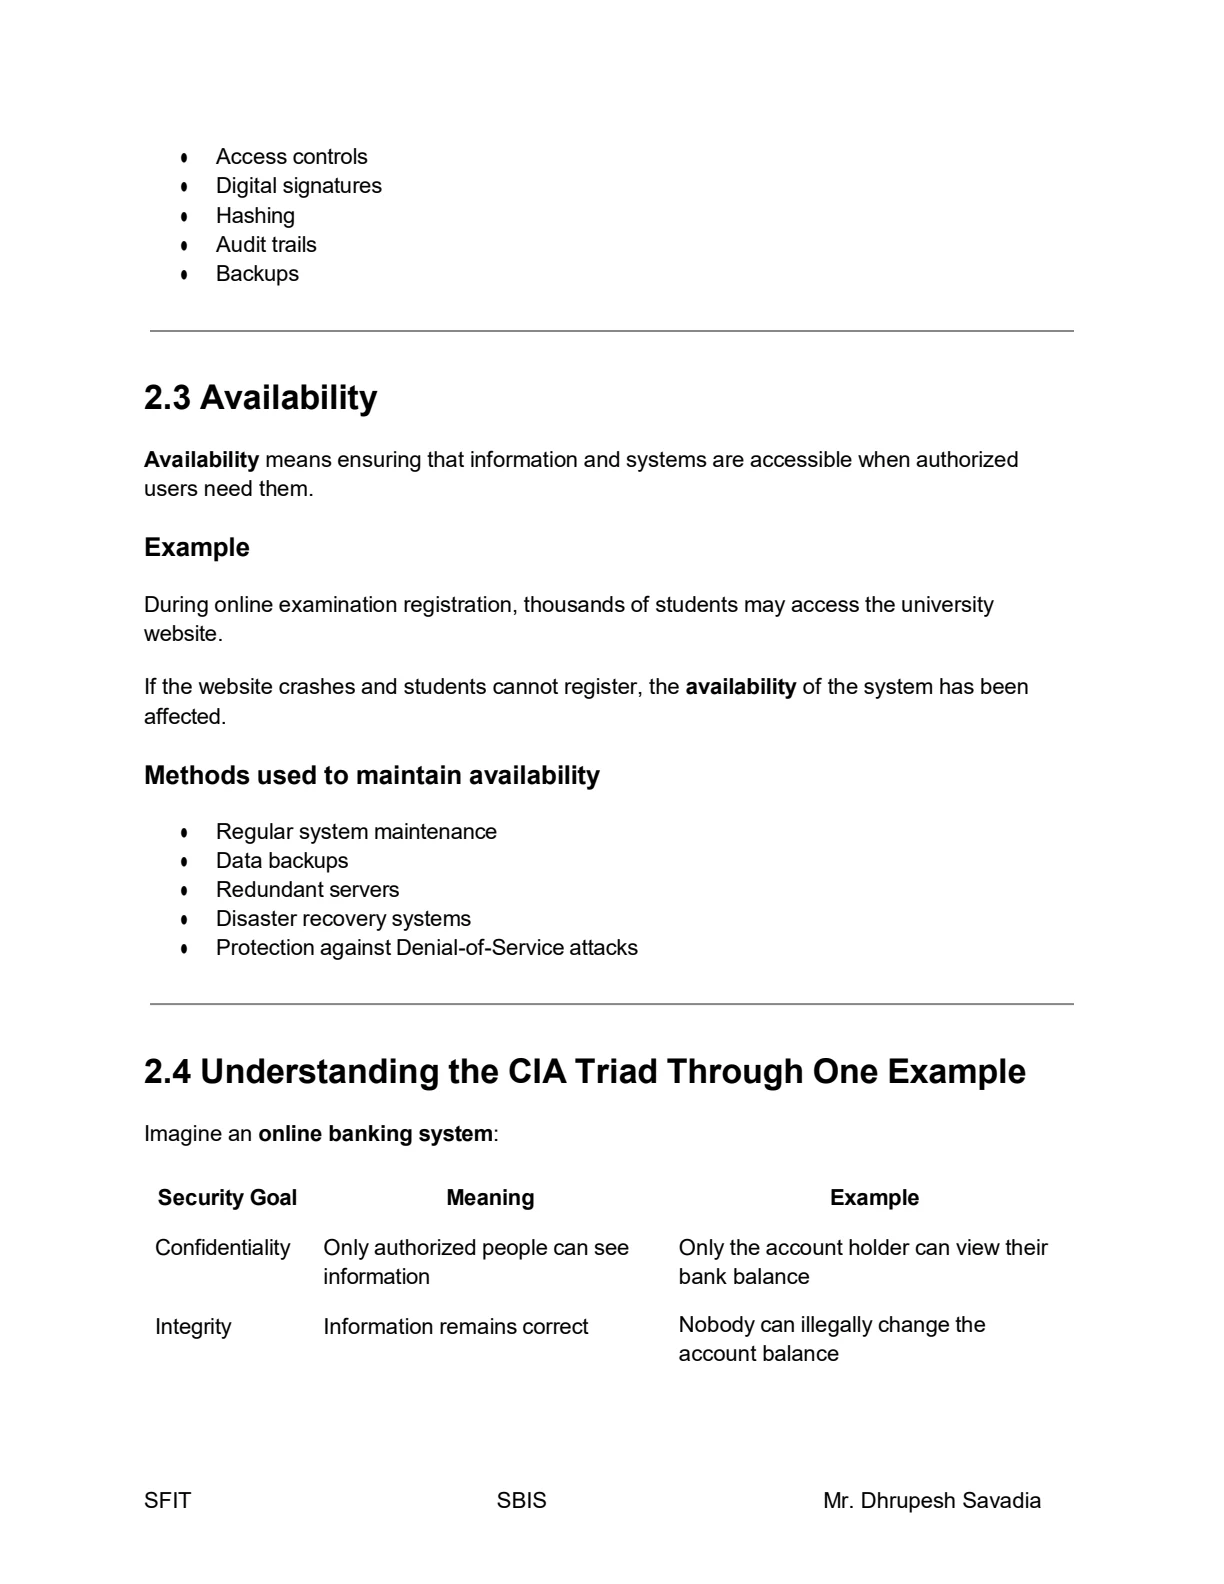 • Access controls
• Digital signatures
• Hashing
• Audit trails
• Backups
2.3 Availability
Availability means ensuring that information and systems are accessible when authorized
users need them.
Example
During online examination registration, thousands of students may access the university
website.
If the website crashes and students cannot register, the availability of the system has been
affected.
Methods used to maintain availability
• Regular system maintenance
• Data backups
• Redundant servers
• Disaster recovery systems
• Protection against Denial-of-Service attacks
2.4 Understanding the CIA Triad Through One Example
Imagine an online banking system:
Security Goal Meaning Example
Confidentiality Only authorized people can see Only the account holder can view their
information bank balance
Integrity Information remains correct Nobody can illegally change the
account balance
SFIT SBIS Mr. Dhrupesh Savadia